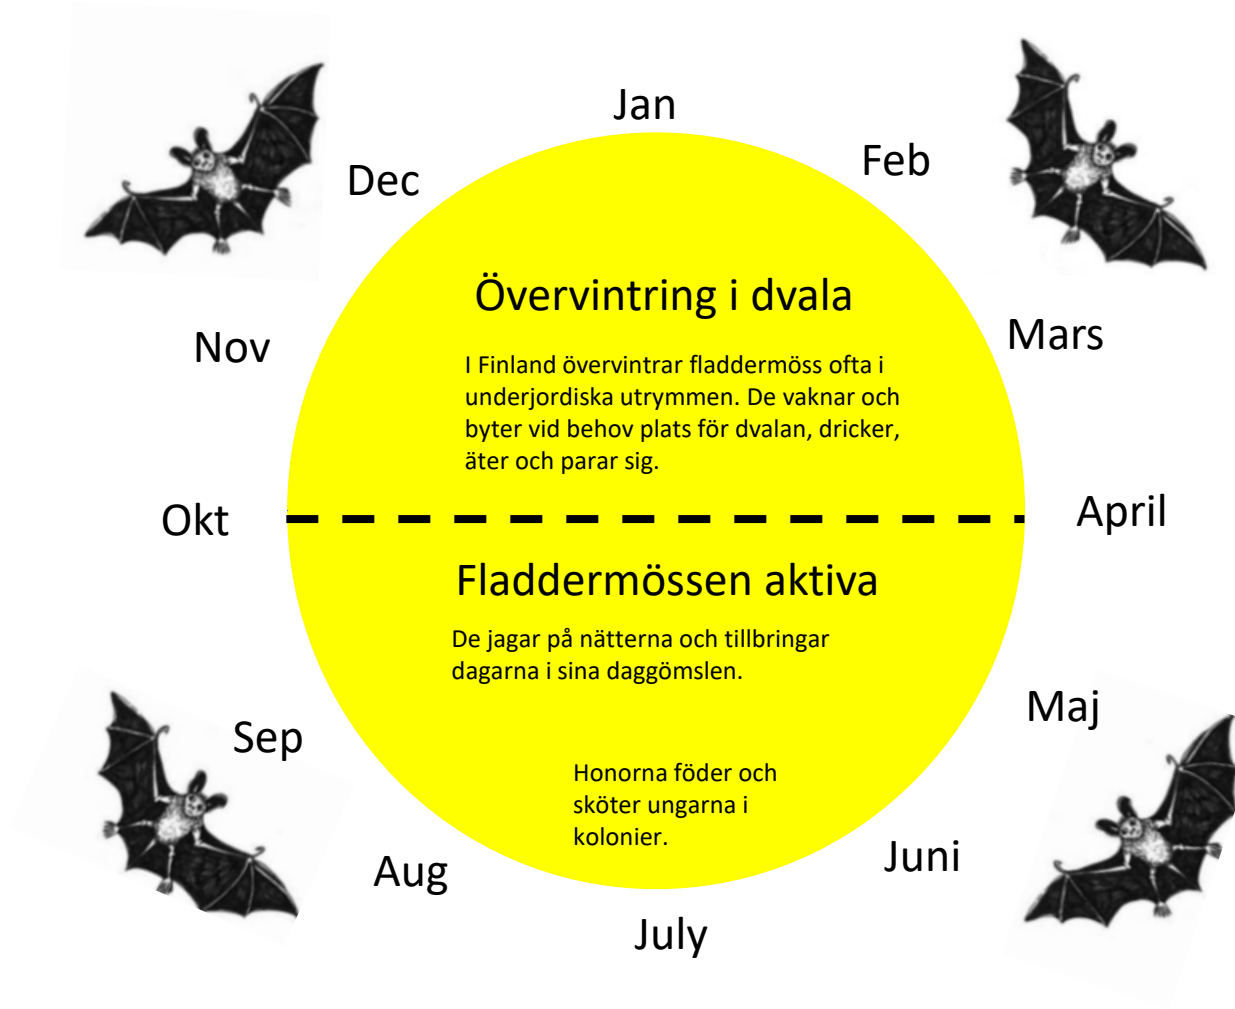 Jan
Dec
Feb
Övervintring i dvala
Nov
Mars
I Finland övervintrar fladdermöss ofta i
underjordiska utrymmen. De vaknar och
byter vid behov plats för dvalan, dricker,
äter och parar sig.
Okt
April
Fladdermössen aktiva
De jagar på nätterna och tillbringar
dagarna i sina daggömslen.
Sep
Maj
Honorna föder och
sköter ungarna i
kolonier.
Aug
Juni
July